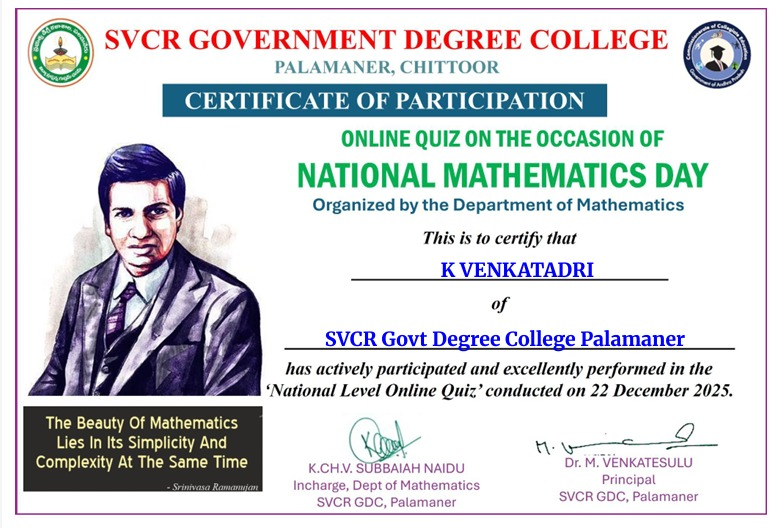 SVCR GOVERNMENT DEGREE COLLEGE
PALAMANER, CHITTOOR
CERTIFICATE OF PARTICIPATION
ONLINE QUIZ ON THE OCCASION OF
NATIONAL MATHEMATICS DAY
Organized by the Department of Mathematics
This is to certify that
K VENKATADRI
of
SVCR Govt Degree College Palamaner
has actively participated and excellently performed in the
‘National Level Online Quiz’ conducted on 22 December 2025.
The Beauty Of Mathematics
Lies In Its Simplicity And
Complexity At The Same Time
- Srinivasa Ramanujan
K.CH.V. SUBBAIAH NAIDU
Incharge, Dept of Mathematics
SVCR GDC, Palamaner
Dr. M. VENKATESULU
Principal
SVCR GDC, Palamaner